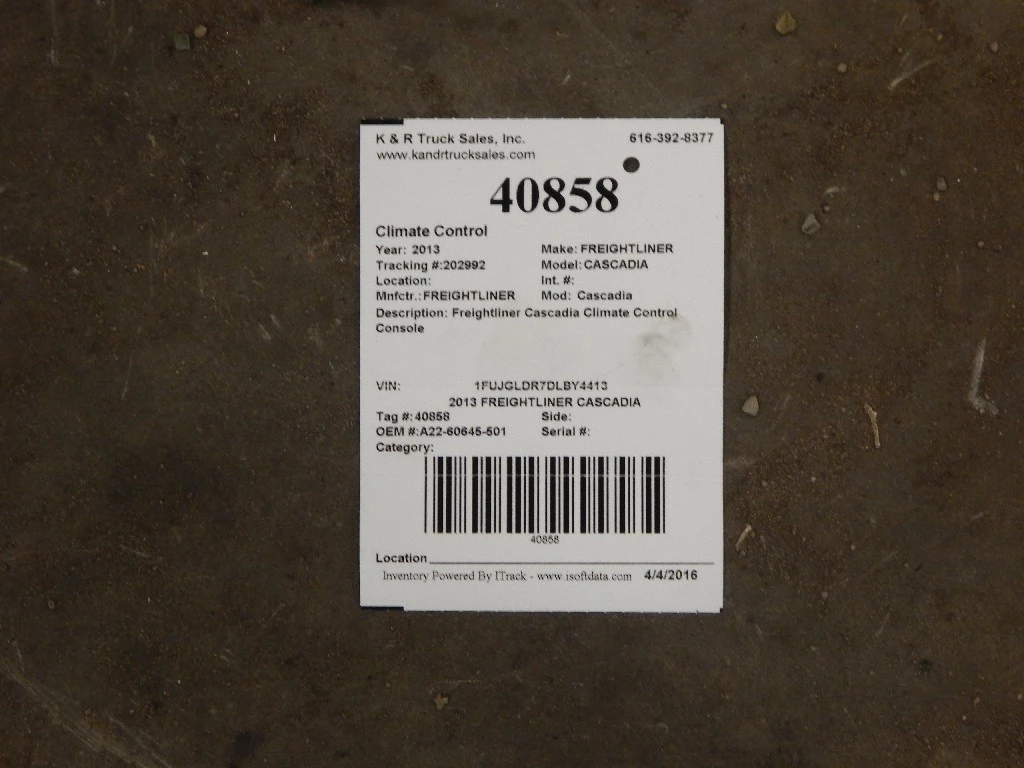 K & R Truck Sales, Inc. 616-392-8377
www.kandrtrucksales.com
40858
Climate Control
Year: 2013 Make: FREIGHTLINER
Tracking #:202992 Model: CASCADIA
Location: Int. #:
Mnfctr.: FREIGHTLINER Mod: Cascadia
Description: Freightliner Cascadia Climate Control
Console
VIN: 1FUJGLDR7DLBY4413
2013 FREIGHTLINER CASCADIA
Tag #: 40858 Side:
OEM #:A22-60645-501 Serial #:
Category:
40858
Location
Inventory Powered By ITrack - www.isoftdata.com 4/4/2016